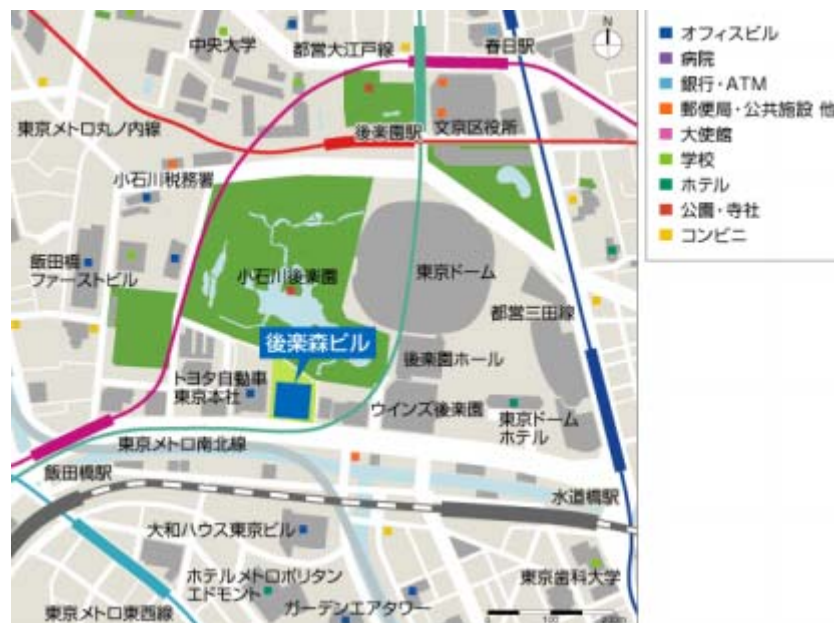 中央大学
都営大江戸線
春日駅
N
東京メトロ丸ノ内線
後楽園駅
文京区役所
小石川税務署
飯田橋
ファーストビル
小石川後楽園
東京ドーム
都営三田線
後楽森ビル
後楽園ホール
トヨタ自動車
東京本社
ウインズ後楽園
東京ドーム
ホテル
東京メトロ南北線
飯田橋駅
水道橋駅
大和ハウス東京ビル
ホテルメトロポリタン
エドモント
東京歯科大学
東京メトロ東西線
ガーデンエアタワー
0
100
200m
オフィスビル
病院
銀行・ATM
郵便局・公共施設 他
大使館
学校
ホテル
公園・寺社
コンビニ